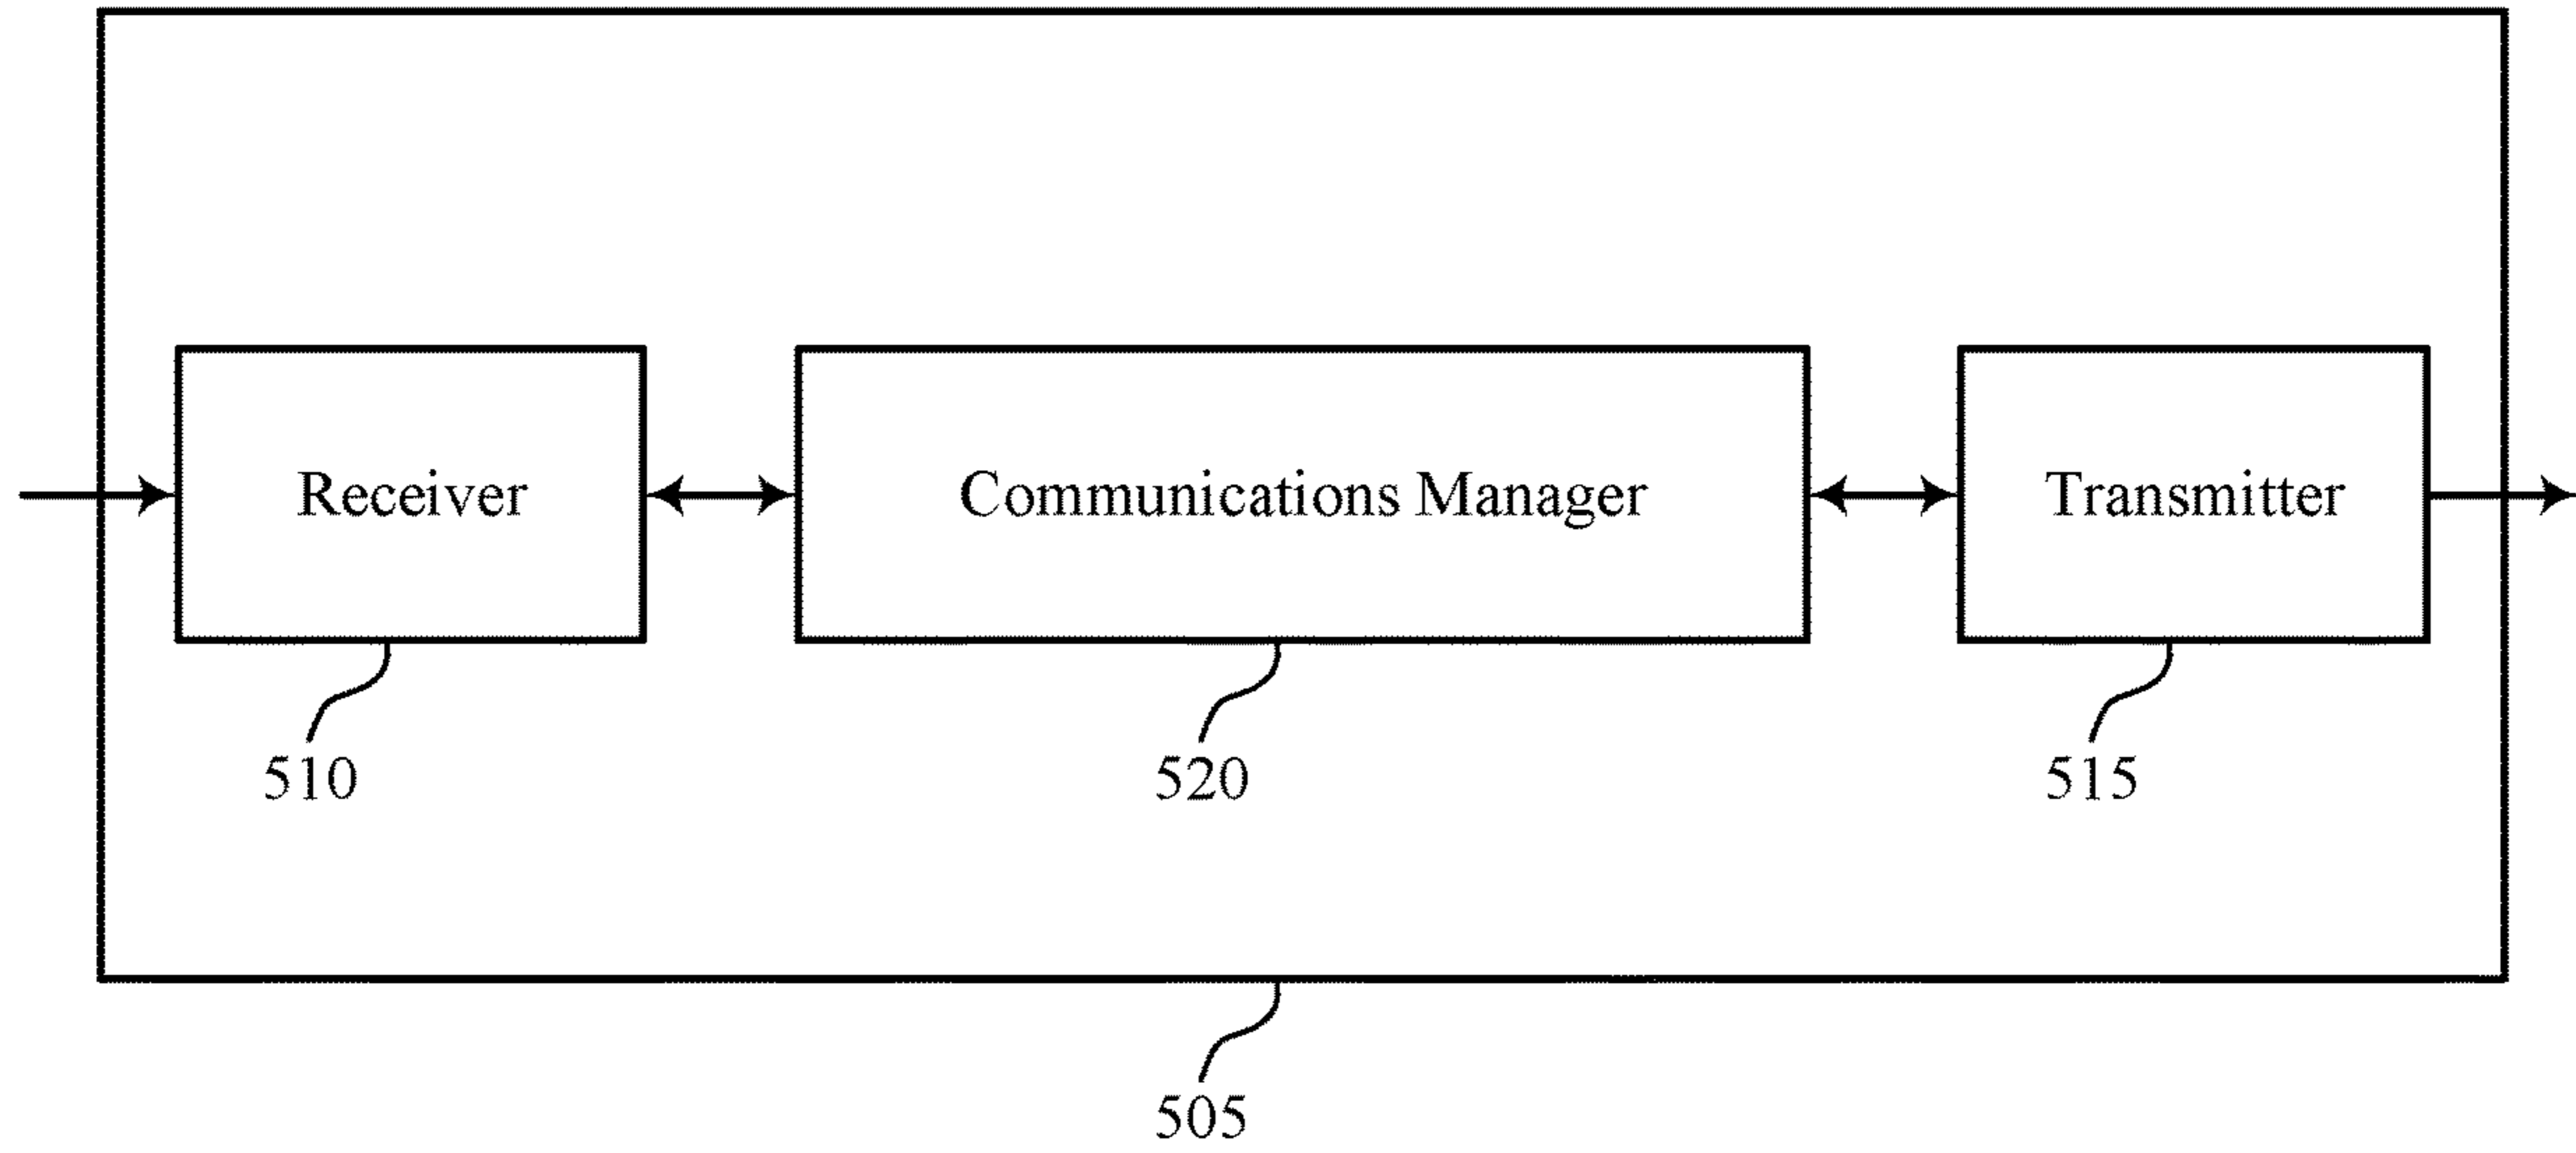 Receiver
Communications Manager
Transmitter
510
520
515
505